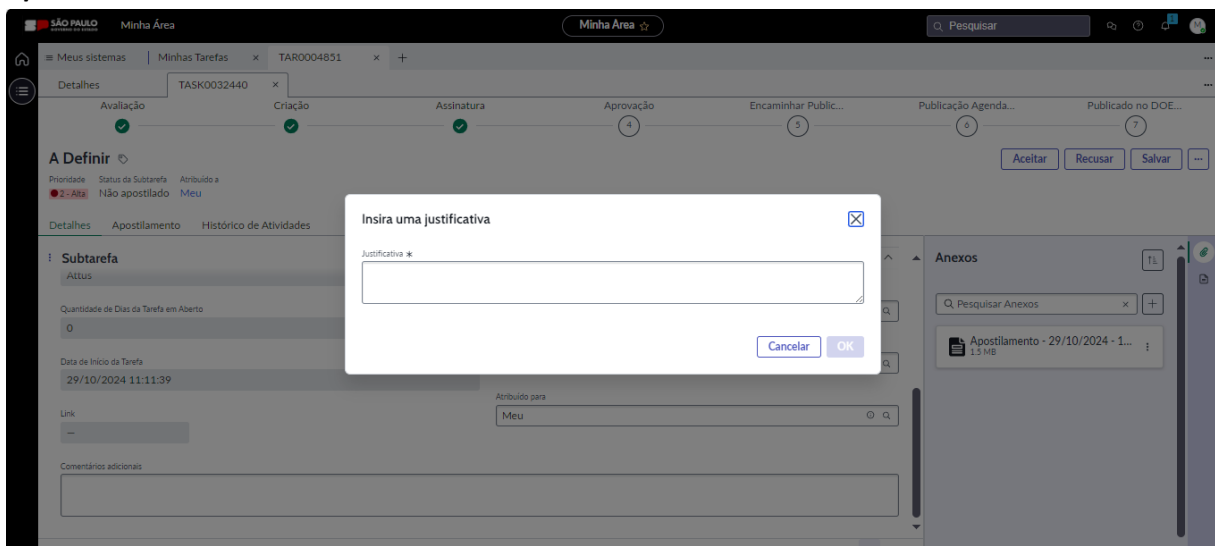 SÃO PAULO
GOVERNO DO ESTADO
Minha Área
Minha Área
Pesquisar
1
M
Meus sistemas
Minhas Tarefas
TAR0004851
Detalhes
TASK0032440
Avaliação
Criação
Assinatura
Aprovação
Encaminhar Public...
Publicação Agenda...
Publicado no DOE...
4
5
6
7
A Definir
Aceitar
Recusar
Salvar
Prioridade
Status da Subtarefa
Atribuído a
2 - Alta
Não apostilado
Meu
Detalhes
Apostilamento
Histórico de Atividades
Insira uma justificativa
Justificativa *
Cancelar
OK
Subtarefa
Attus
Quantidade de Dias da Tarefa em Aberto
0
Data de Início da Tarefa
29/10/2024 11:11:39
Link
—
Atribuído para
Meu
Comentários adicionais
Anexos
Pesquisar Anexos
Apostilamento - 29/10/2024 - 1...
1.5 MB